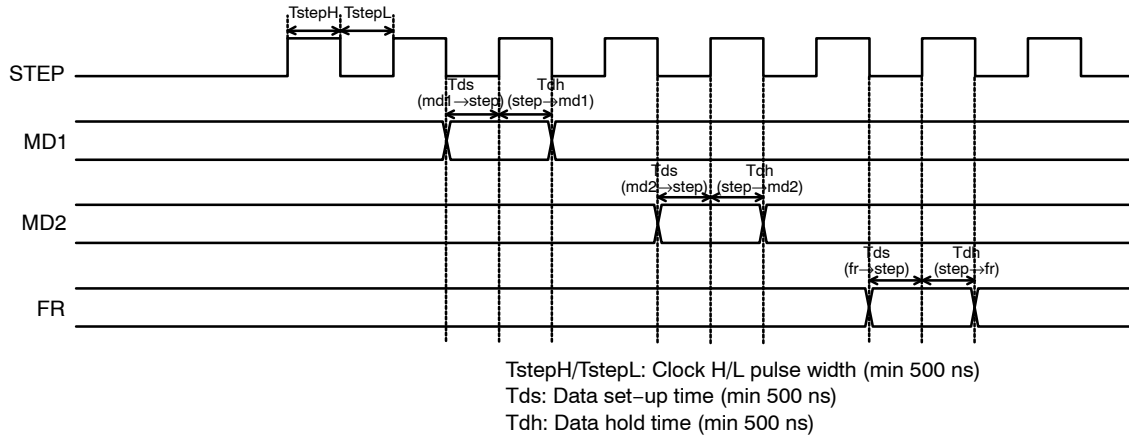 TstepH TstepL
STEP
Tds Tdh
(md1→step) (step→md1)
MD1
Tds Tdh
(md2→step) (step→md2)
MD2
Tds Tdh
(fr→step) (step→fr)
FR
TstepH/TstepL: Clock H/L pulse width (min 500 ns)
Tds: Data set−up time (min 500 ns)
Tdh: Data hold time (min 500 ns)